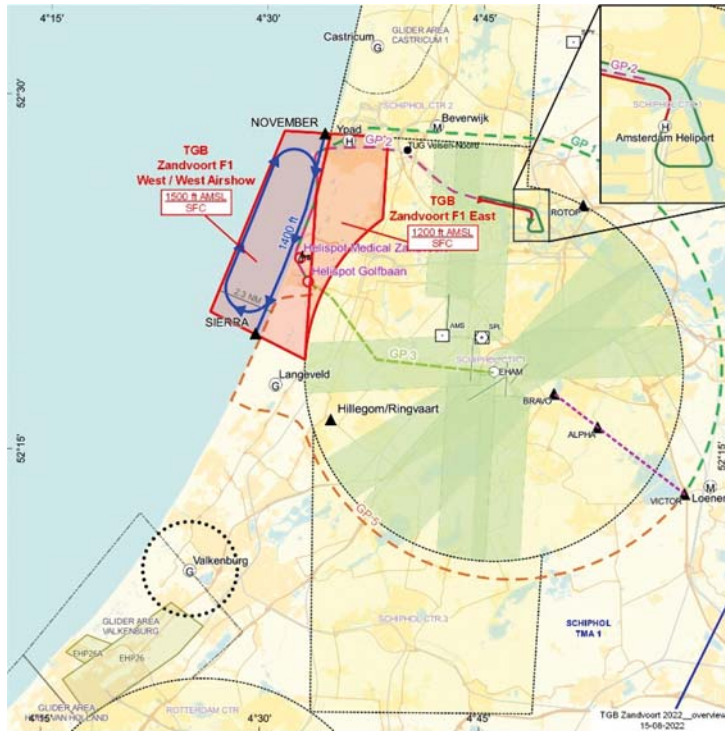 4°15'
4°30'
4°45'
GLIDER AREA
CASTRICUM 1
Castricum
G
52°30'
GP 2
SCHIPHOL CTR 1
H
Amsterdam Heliport
NOVEMBER
SCHIPHOL CTR 2
Beverwijk
M
Ypad
H
GP 2
TUG Velsen-Noord
GP 1
TGB
Zandvoort F1
West / West Airshow
1500 ft AMSL
SFC
TGB
Zandvoort F1 East
1200 ft AMSL
SFC
1400 ft
ROTOP
Helispot Medical
Helispot Golfbaan
2.3 NM
SIERRA
AMS
SPL
GP 3
EHAM
Langeveld
G
Hillegom/Ringvaart
BRAVO
ALPHA
52°15'
52°15'
VICTOR
M
Loenen
GP 5
Valkenburg
G
GLIDER AREA
VALKENBURG
EHP26A
EHP26
SCHIPHOL CTR 3
SCHIPHOL
TMA 1
GLIDER AREA
HOEK VAN HOLLAND
ROTTERDAM CTR
TGB Zandvoort 2022__overview
15-08-2022
4°15'
4°30'
4°45'